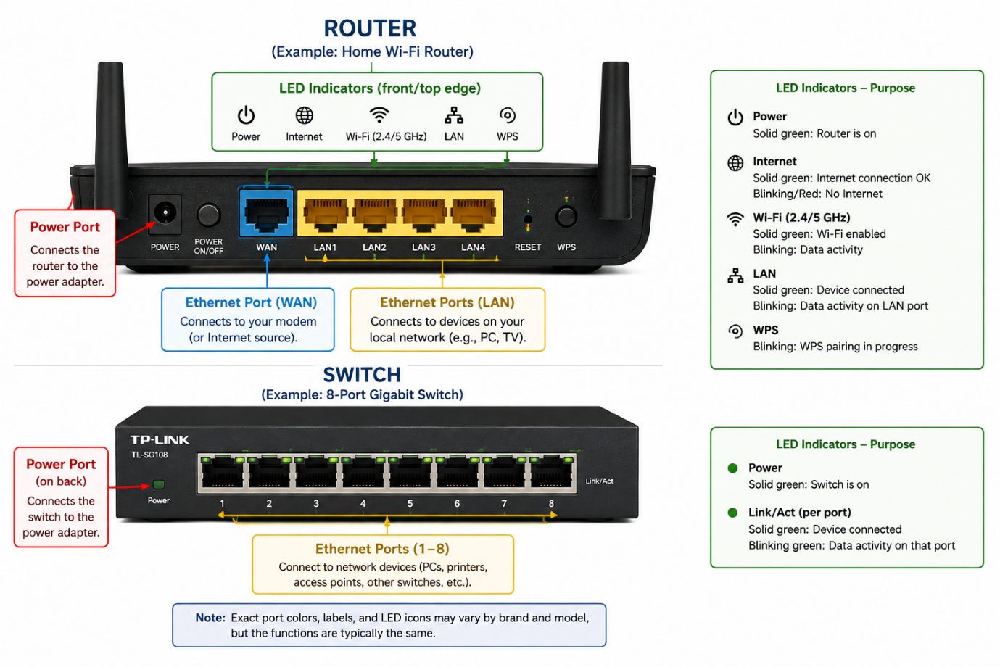 ROUTER
(Example: Home Wi-Fi Router)
LED Indicators (front/top edge)
Power
Internet
Wi-Fi (2.4/5 GHz)
LAN
WPS
POWER
POWER
ON/OFF
WAN
LAN1
LAN2
LAN3
LAN4
RESET
WPS
Power Port
Connects the
router to the
power adapter.
Ethernet Port (WAN)
Connects to your modem
(or Internet source).
Ethernet Ports (LAN)
Connects to devices on your
local network (e.g., PC, TV).
LED Indicators – Purpose
Power
Solid green: Router is on
Internet
Solid green: Internet connection OK
Blinking/Red: No Internet
Wi-Fi (2.4/5 GHz)
Solid green: Wi-Fi enabled
Blinking: Data activity
LAN
Solid green: Device connected
Blinking: Data activity on LAN port
WPS
Blinking: WPS pairing in progress
SWITCH
(Example: 8-Port Gigabit Switch)
TP-LINK
TL-SG108
Power
Link/Act
1
2
3
4
5
6
7
8
Power Port
(on back)
Connects the
switch to the
power adapter.
Ethernet Ports (1–8)
Connect to network devices (PCs, printers,
access points, other switches, etc.).
LED Indicators – Purpose
Power
Solid green: Switch is on
Link/Act (per port)
Solid green: Device connected
Blinking green: Data activity on that port
Note: Exact port colors, labels, and LED icons may vary by brand and model,
but the functions are typically the same.